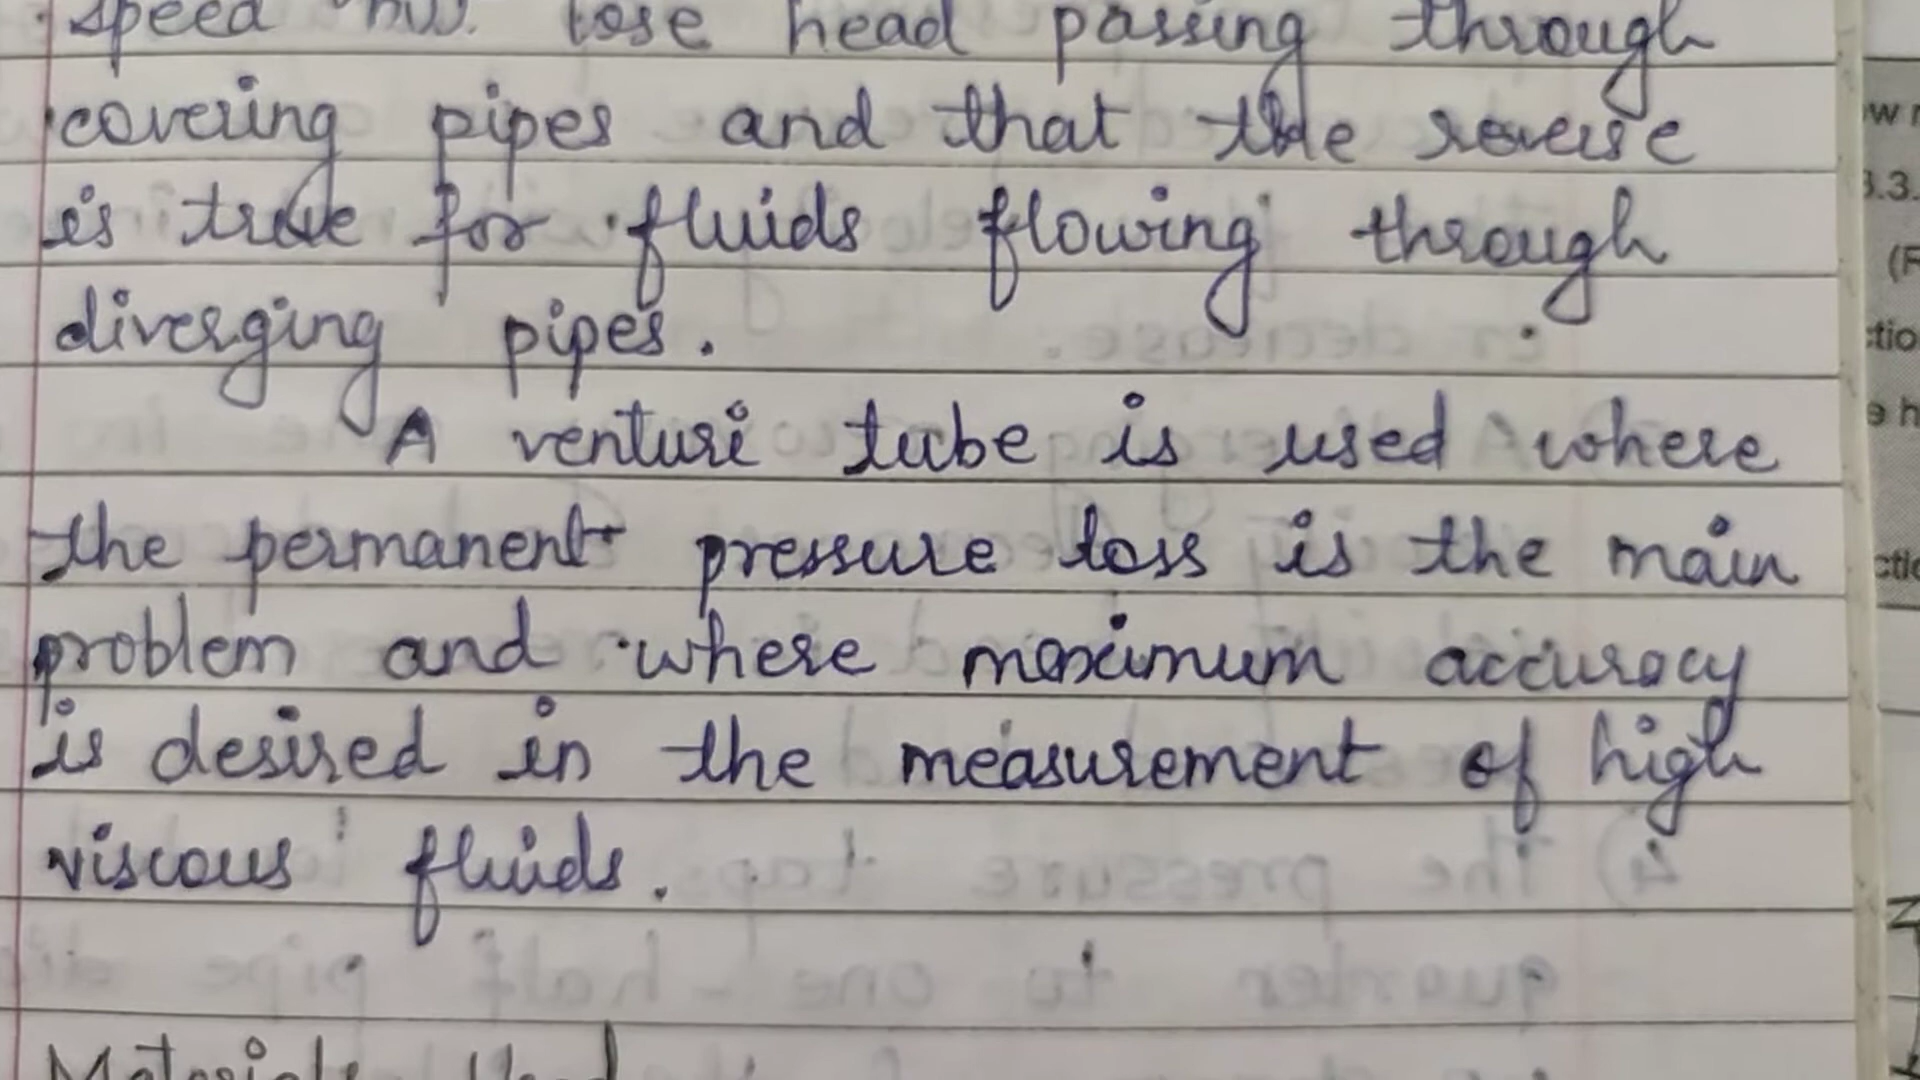 speed lose head passing through
covering pipes and that the reverse
is true for fluids flowing through
diverging pipes.
A venturi tube is used where
the permanent pressure loss is the main
problem and where maximum accuracy
is desired in the measurement of high
viscous fluids.
Materials Used